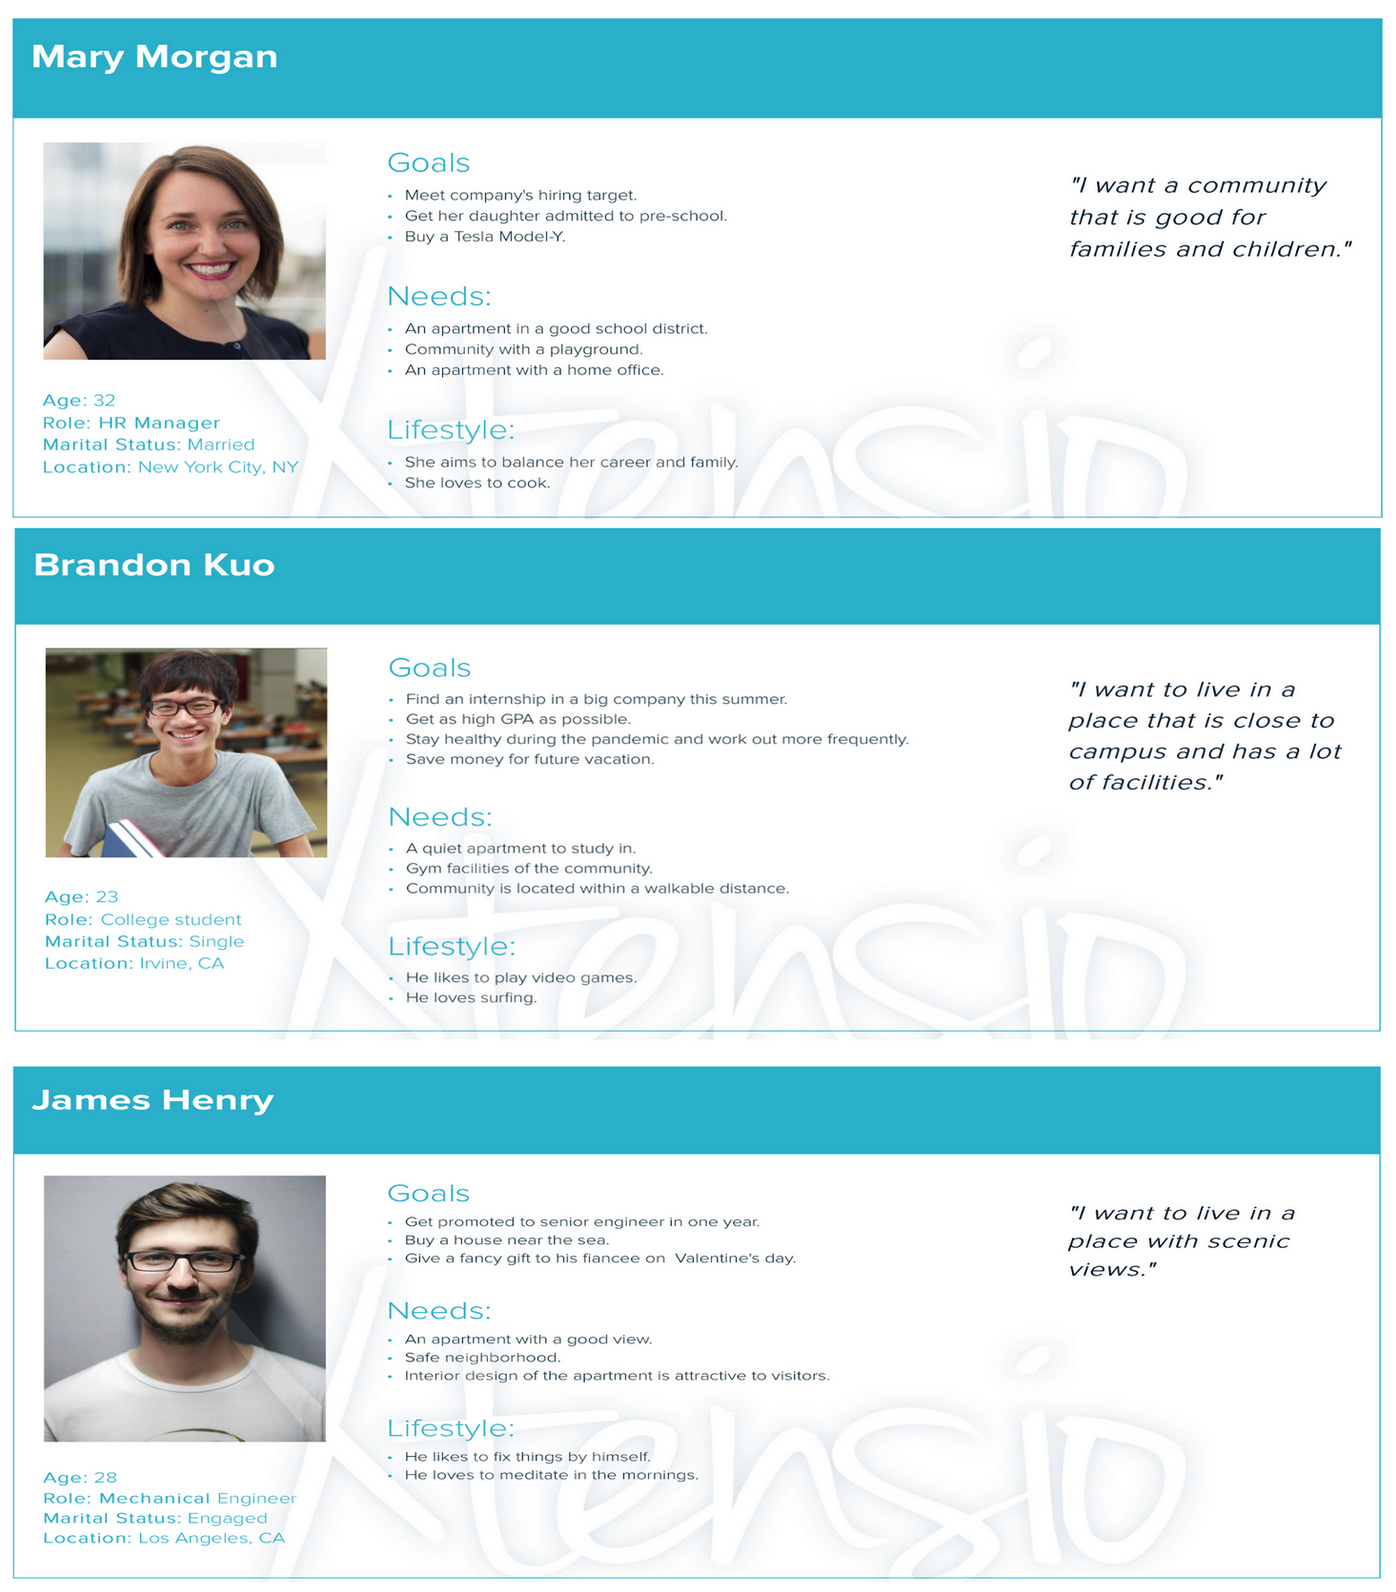 Mary Morgan
Goals
Meet company's hiring target.
Get her daughter admitted to pre-school.
Buy a Tesla Model-Y.
Needs:
An apartment in a good school district.
Community with a playground.
An apartment with a home office.
Lifestyle:
She aims to balance her career and family.
She loves to cook.
Age: 32
Role: HR Manager
Marital Status: Married
Location: New York City, NY
"I want a community
that is good for
families and children."
Xtensio
Brandon Kuo
Goals
Find an internship in a big company this summer.
Get as high GPA as possible.
Stay healthy during the pandemic and work out more frequently.
Save money for future vacation.
Needs:
A quiet apartment to study in.
Gym facilities of the community.
Community is located within a walkable distance.
Lifestyle:
He likes to play video games.
He loves surfing.
Age: 23
Role: College student
Marital Status: Single
Location: Irvine, CA
"I want to live in a
place that is close to
campus and has a lot
of facilities."
Xtensio
James Henry
Goals
Get promoted to senior engineer in one year.
Buy a house near the sea.
Give a fancy gift to his fiancee on  Valentine's day.
Needs:
An apartment with a good view.
Safe neighborhood.
Interior design of the apartment is attractive to visitors.
Lifestyle:
He likes to fix things by himself.
He loves to meditate in the mornings.
Age: 28
Role: Mechanical Engineer
Marital Status: Engaged
Location: Los Angeles, CA
"I want to live in a
place with scenic
views."
Xtensio